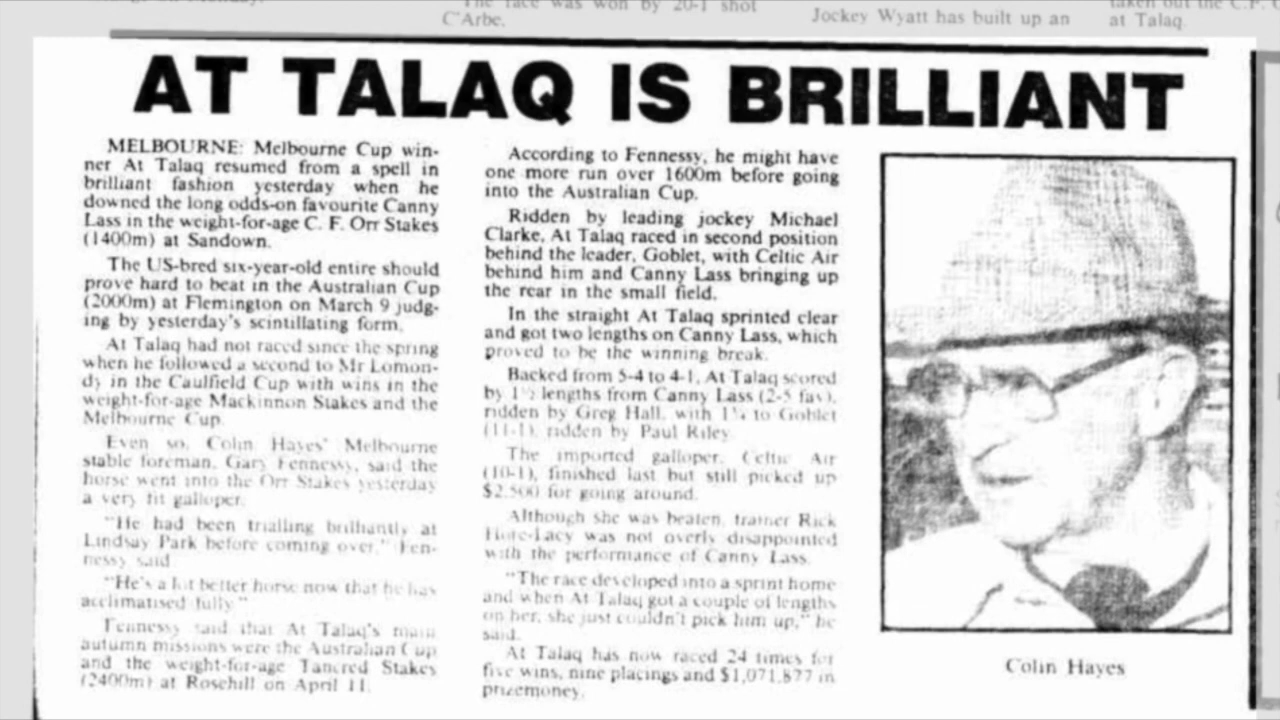 The race was won by 20-1 shot
C'Arbe.
Jockey Wyatt has built up an
at Talaq.
AT TALAQ IS BRILLIANT
MELBOURNE: Melbourne Cup win-
ner At Talaq resumed from a spell in
brilliant fashion yesterday when he
downed the long odds-on favourite Canny
Lass in the weight-for-age C. F. Orr Stakes
(1400m) at Sandown.
The US-bred six-year-old entire should
prove hard to beat in the Australian Cup
(2000m) at Flemington on March 9 judg-
ing by yesterday's scintillating form.
At Talaq had not raced since the spring
when he followed a second to Mr Lomon-
dy in the Caulfield Cup with wins in the
weight-for-age Mackinnon Stakes and the
Melbourne Cup.
Even so, Colin Hayes' Melbourne
stable foreman, Gary Fennessy, said the
horse went into the Orr Stakes yesterday
a very fit galloper.
"He had been trialling brilliantly at
Lindsay Park before coming over," Fen-
nessy said.
"He's a lot better horse now that he has
acclimatised fully."
Fennessy said that At Talaq's main
autumn missions were the Australian Cup
and the weight-for-age Tancred Stakes
(2400m) at Rosehill on April 11.
According to Fennessy, he might have
one more run over 1600m before going
into the Australian Cup.
Ridden by leading jockey Michael
Clarke, At Talaq raced in second position
behind the leader, Goblet, with Celtic Air
behind him and Canny Lass bringing up
the rear in the small field.
In the straight At Talaq sprinted clear
and got two lengths on Canny Lass, which
proved to be the winning break.
Backed from 5-4 to 4-1, At Talaq scored
by 1½ lengths from Canny Lass (2-5 fav),
ridden by Greg Hall, with 1¼ to Goblet
(11-1), ridden by Paul Riley.
The imported galloper, Celtic Air
(10-1), finished last but still picked up
$2,500 for going around.
Although she was beaten, trainer Rick
Hore-Lacy was not overly disappointed
with the performance of Canny Lass.
"The race developed into a sprint home
and when At Talaq got a couple of lengths
on her, she just couldn't pick him up," he
said.
At Talaq has now raced 24 times for
five wins, nine placings and $1,071,877 in
prizemoney.
Colin Hayes